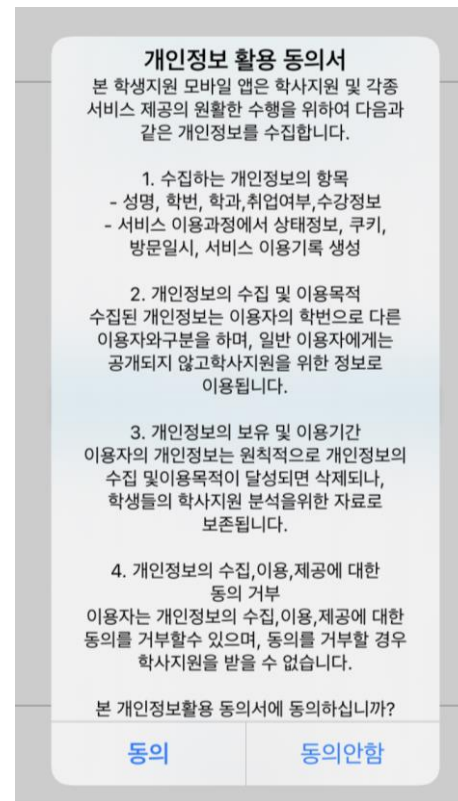 개인정보 활용 동의서
본 학생지원 모바일 앱은 학사지원 및 각종
서비스 제공의 원활한 수행을 위하여 다음과
같은 개인정보를 수집합니다.
1. 수집하는 개인정보의 항목
- 성명, 학번, 학과,취업여부,수강정보
- 서비스 이용과정에서 상태정보, 쿠키,
방문일시, 서비스 이용기록 생성
2. 개인정보의 수집 및 이용목적
수집된 개인정보는 이용자의 학번으로 다른
이용자와구분을 하며, 일반 이용자에게는
공개되지 않고학사지원을 위한 정보로
이용됩니다.
3. 개인정보의 보유 및 이용기간
이용자의 개인정보는 원칙적으로 개인정보의
수집 및이용목적이 달성되면 삭제되나,
학생들의 학사지원 분석을위한 자료로
보존됩니다.
4. 개인정보의 수집,이용,제공에 대한
동의 거부
이용자는 개인정보의 수집,이용,제공에 대한
동의를 거부할수 있으며, 동의를 거부할 경우
학사지원을 받을 수 없습니다.
본 개인정보활용 동의서에 동의하십니까?
동의
동의안함